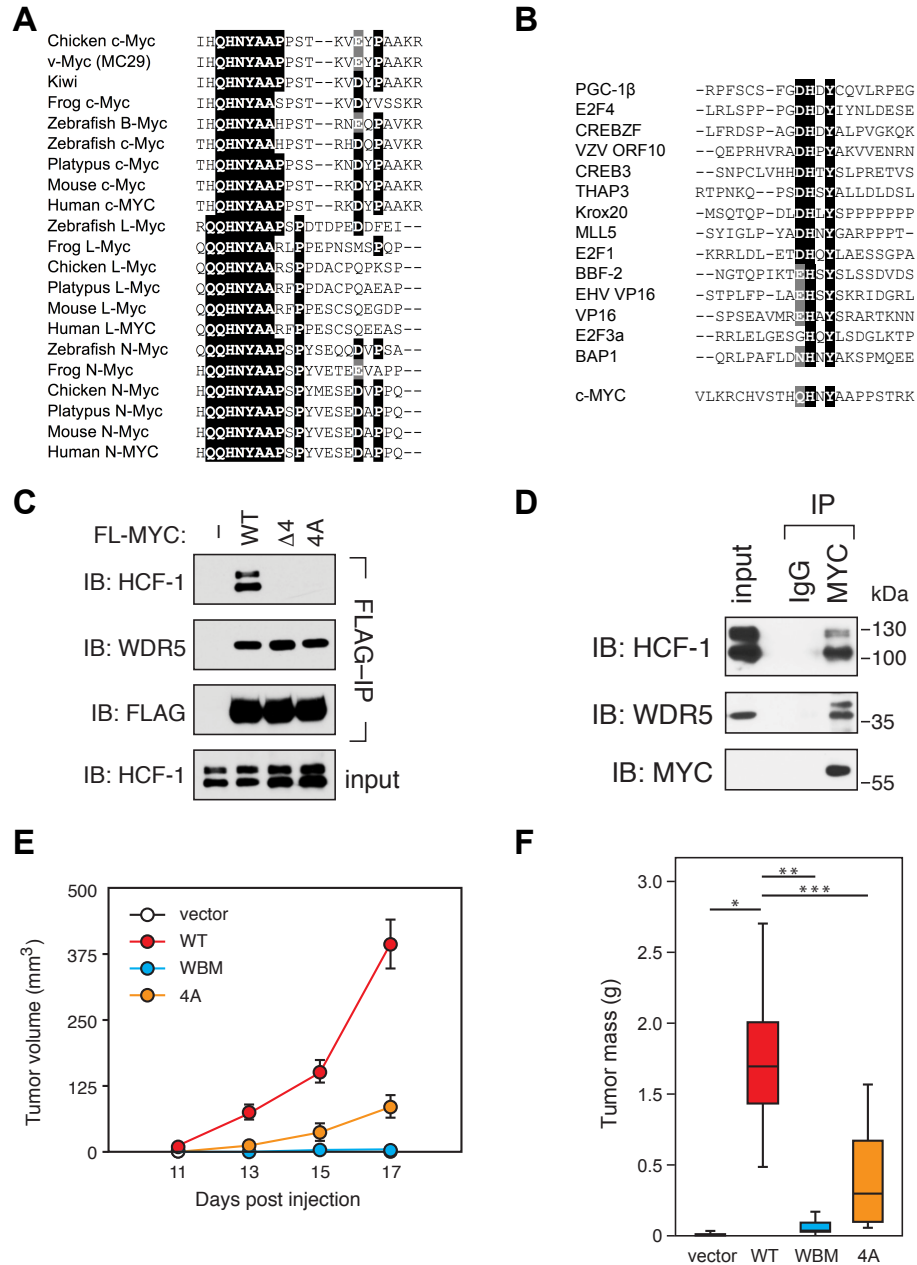 A
Chicken c-Myc IHQHNYAAPPST--KVEYPAAKR
v-Myc (MC29) IHQHNYAAPPST--KVEYPAAKR
Kiwi IHQHNYAAPPST--KVDYPAAKR
Frog c-Myc IHQHNYAASPST--KVDYVSSKR
Zebrafish B-Myc IHQHNYAAHPST--RNEQPAVKR
Zebrafish c-Myc THQHNYAAHPST--RHDQPAVKR
Platypus c-Myc THQHNYAAPPSS--KNDYPAAKR
Mouse c-Myc THQHNYAAPPST--RKDYPAAKR
Human c-MYC THQHNYAAPPST--RKDYPAAKR
Zebrafish L-Myc RQQHNYAAPSPDTDPEDDFEI--
Frog L-Myc HQQHNYAARLPPEPNSMSPQP--
Chicken L-Myc QQQHNYAARSPPDACPQPKSP--
Platypus L-Myc QQQHNYAARFPPDACPQAEAP--
Mouse L-Myc QQQHNYAARFPPESCSQEGDP--
Human L-MYC QQQHNYAARFPPESCSQEEAS--
Zebrafish N-Myc QQQHNYAAPSPYSEQQDVPSA--
Frog N-Myc QQQHNYAAPSPYVETEEVAPP--
Chicken N-Myc HQQHNYAAPSPYMESEDVPPQ--
Platypus N-Myc HQQHNYAAPSPYVESEDAPPQ--
Mouse N-Myc HQQHNYAAPSPYVESEDAPPQ--
Human N-MYC HQQHNYAAPSPYVESEDAPPQ--
B
PGC-1β -RPFSCS-FGDHDYCQVLRPEG
E2F4 -LRLSPP-PGDHDYIYNLDESE
CREBZF -LFRDSP-AGDHDYALPVGKQK
VZV ORF10 --QEPRHVRADHPYAKVVENRN
CREB3 --SNPCLVHHDHTYSLPRETVS
THAP3 RTPNKQ--PSDHSYALLDLDSL
Krox20 -MSQTQP-DLDHLYSPPPPPPP
MLL5 --SYIGLP-YADHNYGARPPPT-
E2F1 ---RRLDL-ETDHQYLAESSGPA
BBF-2 --NGTQPIKTEHSYSLSSDVDS
EHV VP16 -STPLFP-LAEHSYSKRIDGRL
VP16 --SPSEAVMREHAYSRARTKNN
E2F3a --RRLELGESGHQYLSDGLKTP
BAP1 --QRLPAFLDNHNYAKSPMQEE
c-MYC VLKRCHVSTHQHNYAAPPSTRK
C
FL-MYC: – WT Δ4 4A
IB: HCF-1
IB: WDR5
IB: FLAG
FLAG–IP
IB: HCF-1 input
D
IP
input IgG MYC kDa
IB: HCF-1 -130
-100
IB: WDR5 -35
IB: MYC -55
E
Tumor volume (mm3)
500
375
250
125
0
vector
WT
WBM
4A
11 13 15 17
Days post injection
F
Tumor mass (g)
3.0
2.5
2.0
1.5
0.5
0
*
**
***
vector WT WBM 4A